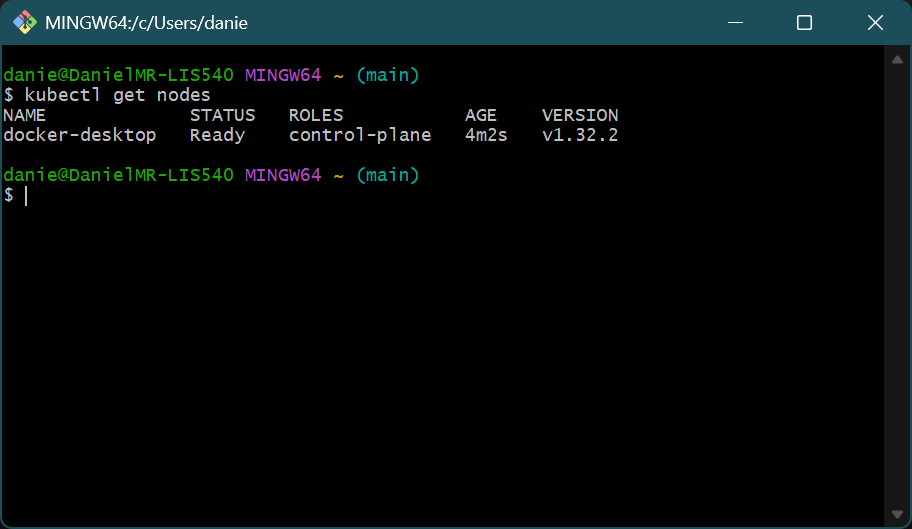 MINGW64:/c/Users/danie
danie@DanielMR-LIS540 MINGW64 ~ (main)
$ kubectl get nodes
NAME             STATUS   ROLES           AGE    VERSION
docker-desktop   Ready    control-plane   4m2s   v1.32.2
danie@DanielMR-LIS540 MINGW64 ~ (main)
$